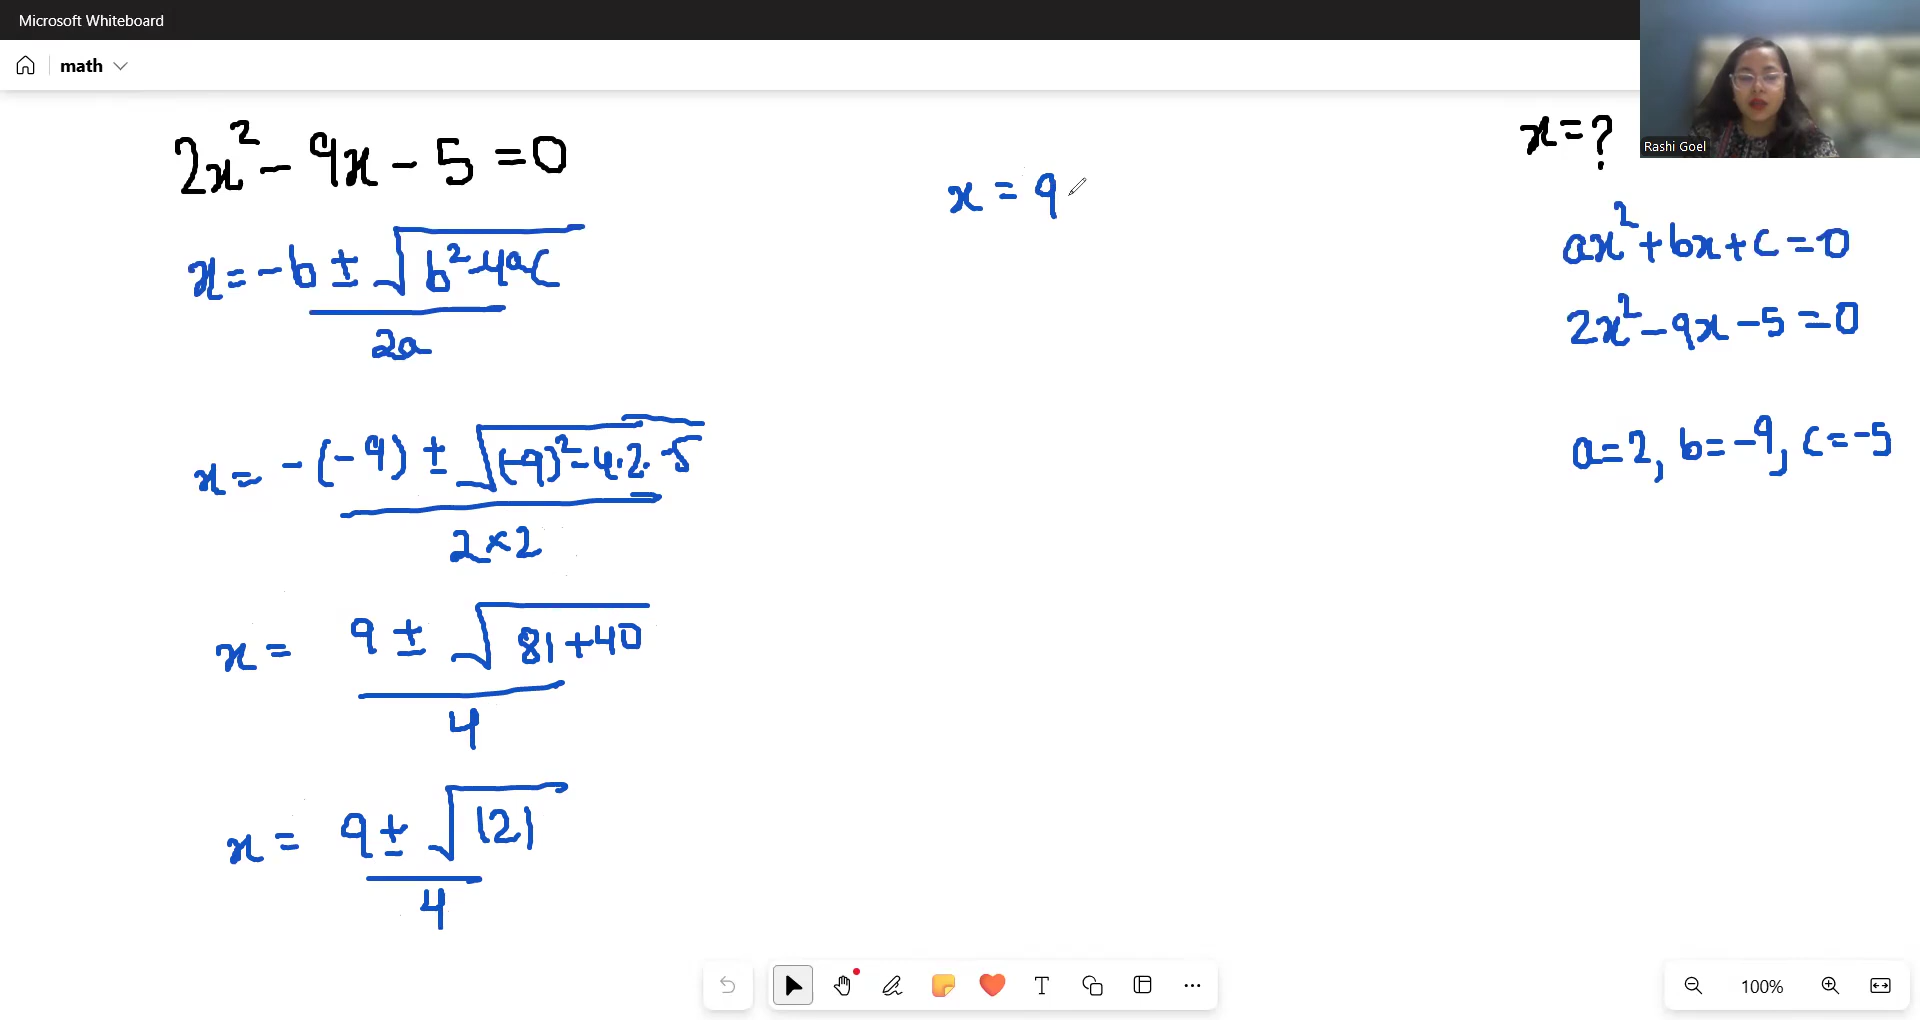 Microsoft Whiteboard
math
Rashi Goel
2x² - 9x - 5 = 0
x = -b ± √(b² - 4ac)
2a
x = -(-9) ± √((-9)² - 4·2·-5)
2×2
x = 9 ± √(81+40)
4
x = 9 ± √121
4
x = 9
x = ?
ax² + bx + c = 0
2x² - 9x - 5 = 0
a = 2, b = -9, c = -5
100%